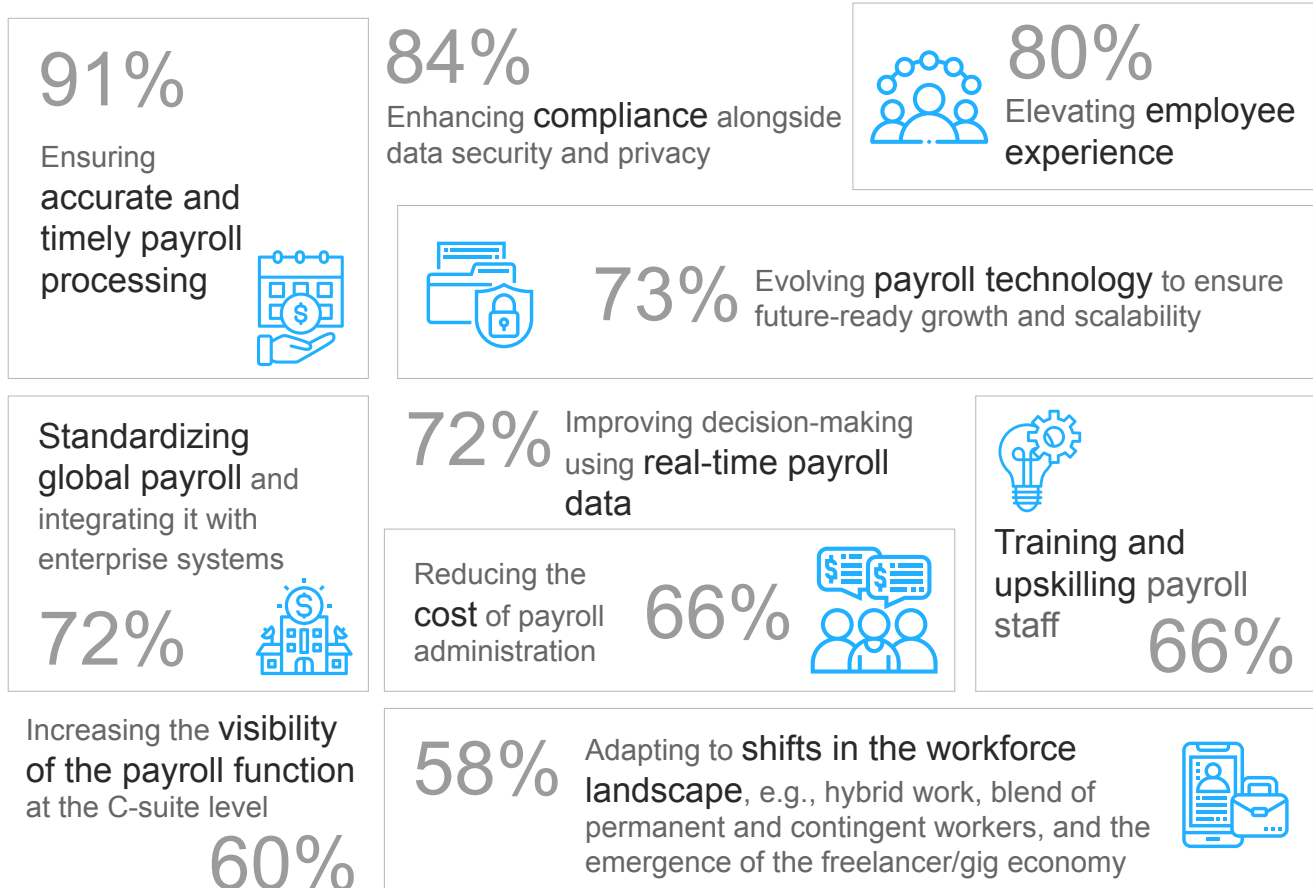 91%
Ensuring
accurate and
timely payroll
processing
84%
Enhancing compliance alongside
data security and privacy
80%
Elevating employee
experience
73%
Evolving payroll technology to ensure
future-ready growth and scalability
Standardizing
global payroll and
integrating it with
enterprise systems
72%
72%
Improving decision-making
using real-time payroll
data
Reducing the
cost of payroll
administration
66%
Training and
upskilling payroll
staff
66%
Increasing the visibility
of the payroll function
at the C-suite level
60%
58%
Adapting to shifts in the workforce
landscape, e.g., hybrid work, blend of
permanent and contingent workers, and the
emergence of the freelancer/gig economy